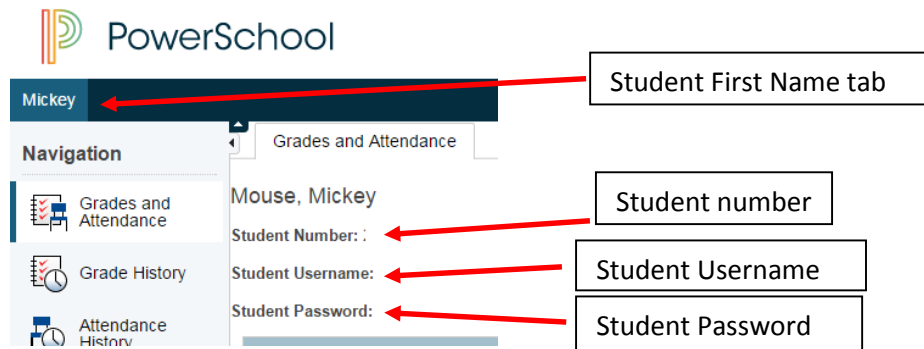 PowerSchool
Student First Name tab
Mickey
Navigation
Grades and Attendance
Mouse, Mickey
Grades and
Attendance
Student number
Student Number: :
Grade History
Student Username:
Student Username
Student Password:
Student Password
Attendance
History